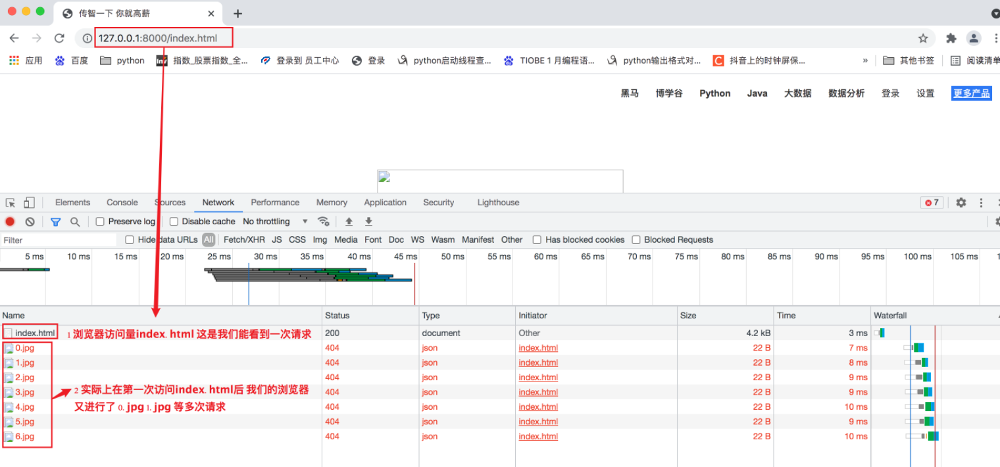 传智一下 你就高薪
127.0.0.1:8000/index.html
应用 百度 python 指数_股票指数_全... 登录到 员工中心 登录 python启动线程查... TIOBE 1 月编程语... python输出格式对... 抖音上的时钟屏保... » 其他书签 阅读清单
黑马 博学谷 Python Java 大数据 数据分析 登录 设置 更多产品
Elements Console Sources Network Performance Memory Application Security Lighthouse 7
Preserve log Disable cache No throttling
Filter Hide data URLs All Fetch/XHR JS CSS Img Media Font Doc WS Wasm Manifest Other Has blocked cookies Blocked Requests
5 ms 10 ms 15 ms 20 ms 25 ms 30 ms 35 ms 40 ms 45 ms 50 ms 55 ms 60 ms 65 ms 70 ms 75 ms 80 ms 85 ms 90 ms 95 ms 100 ms 105 ms
Name Status Type Initiator Size Time Waterfall
index.html 1 浏览器访问量index. html 这是我们能看到一次请求 200 document Other 4.2 kB 3 ms
0.jpg 404 json index.html 22 B 7 ms
1.jpg 404 json index.html 22 B 8 ms
2.jpg 404 json index.html 22 B 9 ms
3.jpg 2 实际上在第一次访问index. html后 我们的浏览器 404 json index.html 22 B 9 ms
4.jpg 又进行了 0. jpg 1. jpg 等多次请求 404 json index.html 22 B 10 ms
5.jpg 404 json index.html 22 B 9 ms
6.jpg 404 json index.html 22 B 10 ms